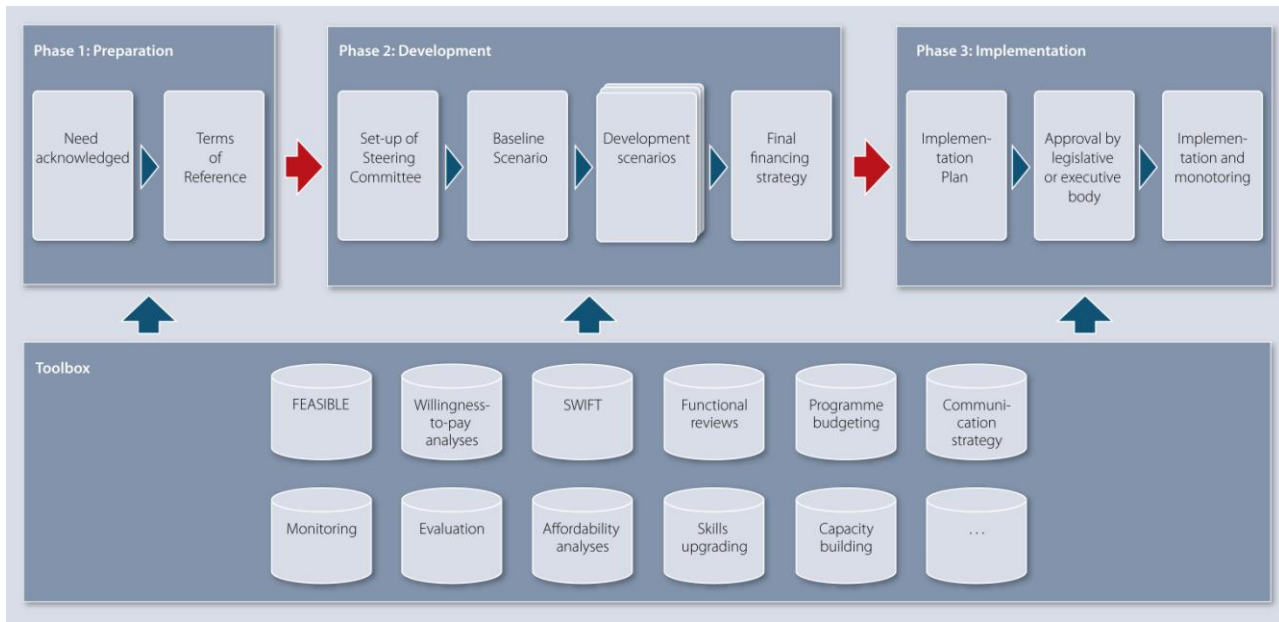 Phase 1: Preparation
Need
acknowledged
Terms
of
Reference
Phase 2: Development
Set-up of
Steering
Committee
Baseline
Scenario
Development
scenarios
Final
financing
strategy
Phase 3: Implementation
Implemen-
tation
Plan
Approval by
legislative
or executive
body
Implemen-
tation and
monotoring
Toolbox
FEASIBLE
Willingness-
to-pay
analyses
SWIFT
Functional
reviews
Programme
budgeting
Communi-
cation
strategy
Monitoring
Evaluation
Affordability
analyses
Skills
upgrading
Capacity
building
...